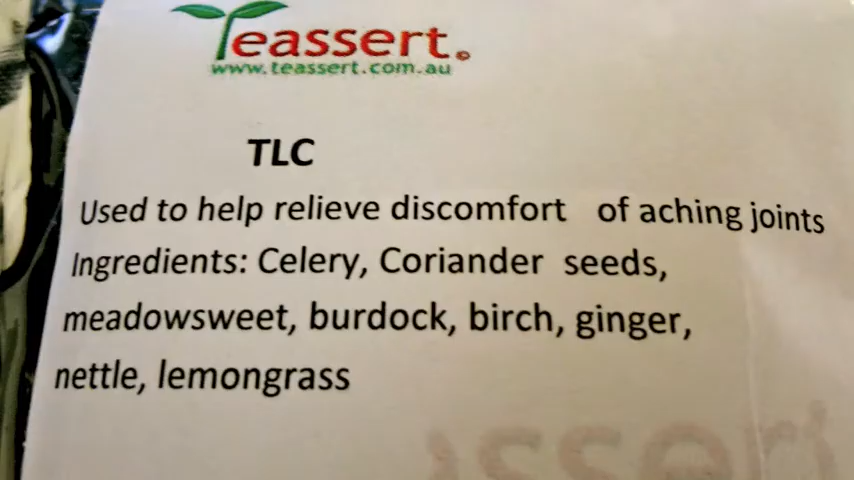 Teassert.©
www.teassert.com.au
TLC
Used to help relieve discomfort of aching joints
Ingredients: Celery, Coriander seeds,
meadowsweet, burdock, birch, ginger,
nettle, lemongrass